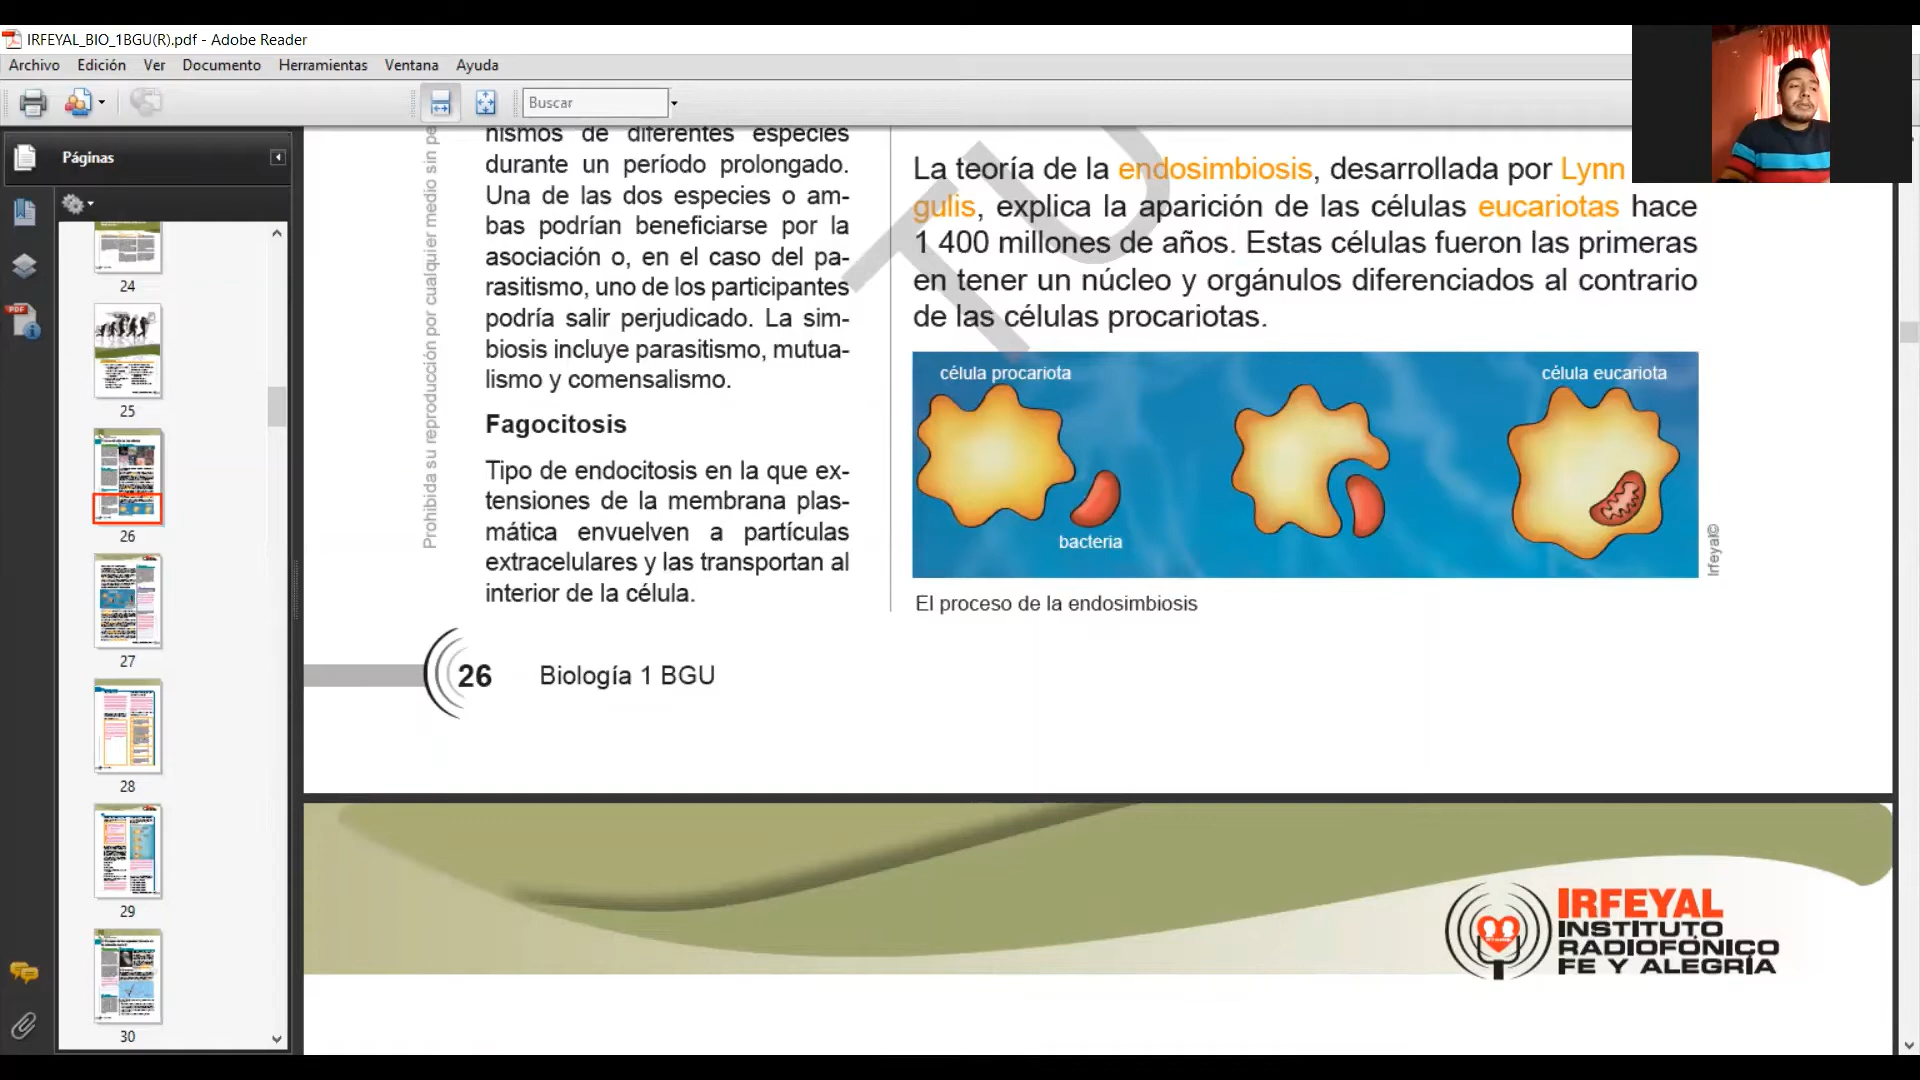 IRFEYAL_BIO_1BGU(R).pdf - Adobe Reader
Archivo Edición Ver Documento Herramientas Ventana Ayuda
Buscar
Páginas
24
25
26
27
28
29
30
Prohibida su reproducción por cualquier medio sin pe
nismos de diferentes especies
durante un período prolongado.
Una de las dos especies o am-
bas podrían beneficiarse por la
asociación o, en el caso del pa-
rasitismo, uno de los participantes
podría salir perjudicado. La sim-
biosis incluye parasitismo, mutua-
lismo y comensalismo.
Fagocitosis
Tipo de endocitosis en la que ex-
tensiones de la membrana plas-
mática envuelven a partículas
extracelulares y las transportan al
interior de la célula.
TU
La teoría de la endosimbiosis, desarrollada por Lynn
gulis, explica la aparición de las células eucariotas hace
1 400 millones de años. Estas células fueron las primeras
en tener un núcleo y orgánulos diferenciados al contrario
de las células procariotas.
célula procariota
célula eucariota
bacteria
Irfeyal©
El proceso de la endosimbiosis
26 Biología 1 BGU
IRFEYAL
INSTITUTO
RADIOFÓNICO
FE Y ALEGRÍA
PDF